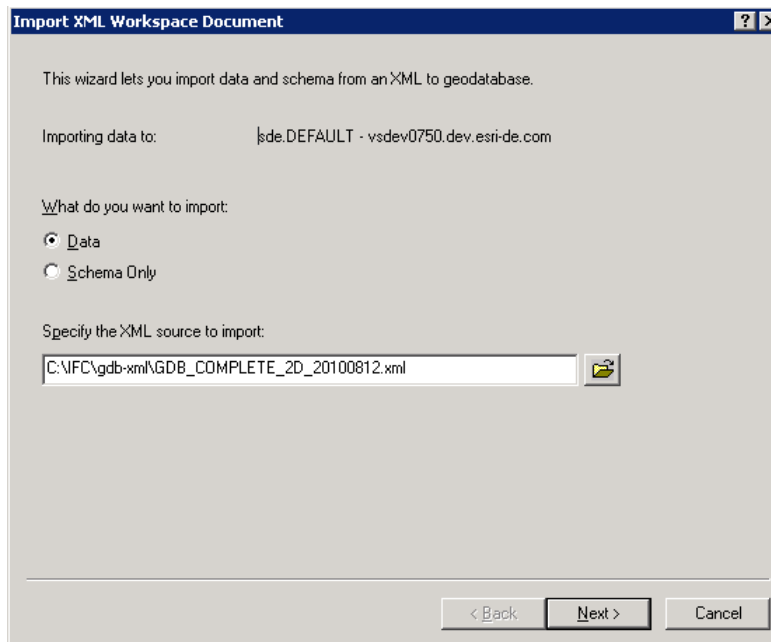 Import XML Workspace Document
This wizard lets you import data and schema from an XML to geodatabase.
Importing data to: sde.DEFAULT - vsdev0750.dev.esri-de.com
What do you want to import:
Data
Schema Only
Specify the XML source to import:
C:\IFC\gdb-xml\GDB_COMPLETE_2D_20100812.xml
< Back Next > Cancel